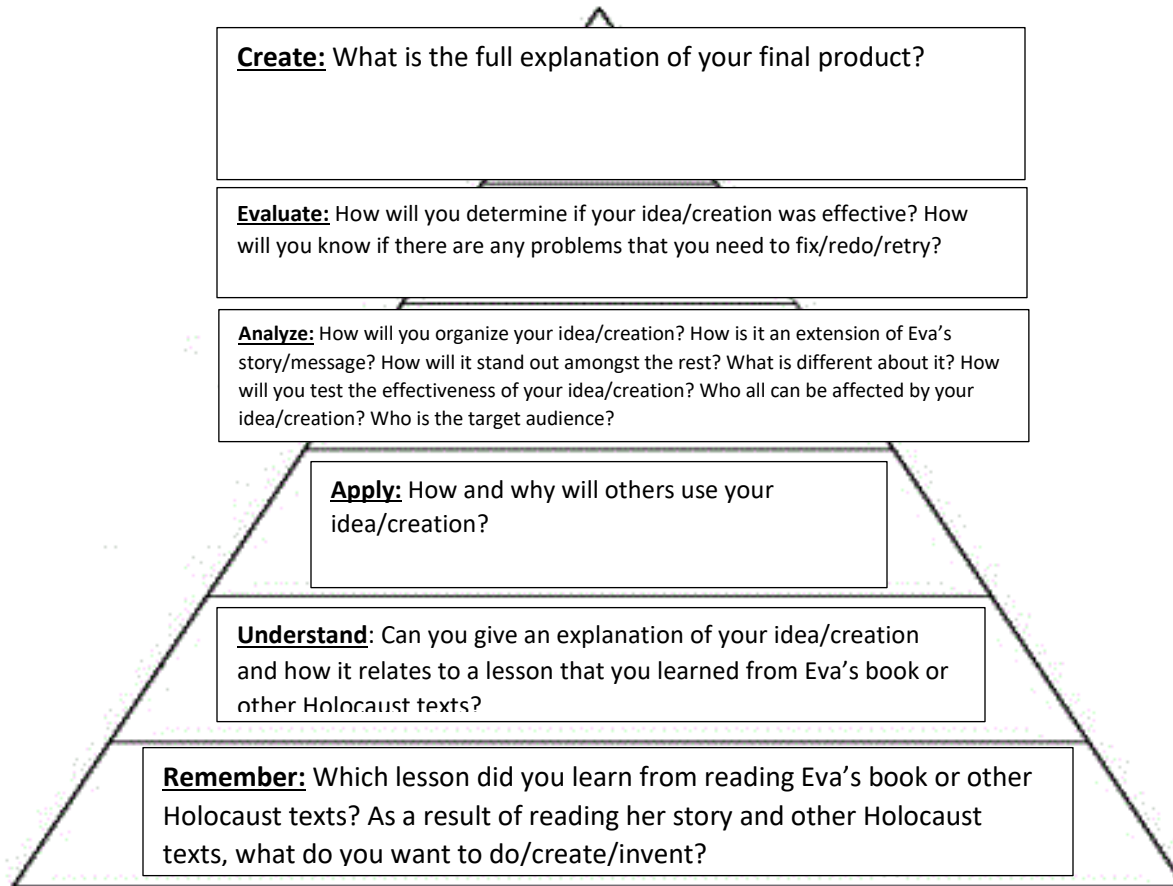 Create: What is the full explanation of your final product?
Evaluate: How will you determine if your idea/creation was effective? How
will you know if there are any problems that you need to fix/redo/retry?
Analyze: How will you organize your idea/creation? How is it an extension of Eva’s
story/message? How will it stand out amongst the rest? What is different about it? How
will you test the effectiveness of your idea/creation? Who all can be affected by your
idea/creation? Who is the target audience?
Apply: How and why will others use your
idea/creation?
Understand: Can you give an explanation of your idea/creation
and how it relates to a lesson that you learned from Eva’s book or
other Holocaust texts?
Remember: Which lesson did you learn from reading Eva’s book or other
Holocaust texts? As a result of reading her story and other Holocaust
texts, what do you want to do/create/invent?